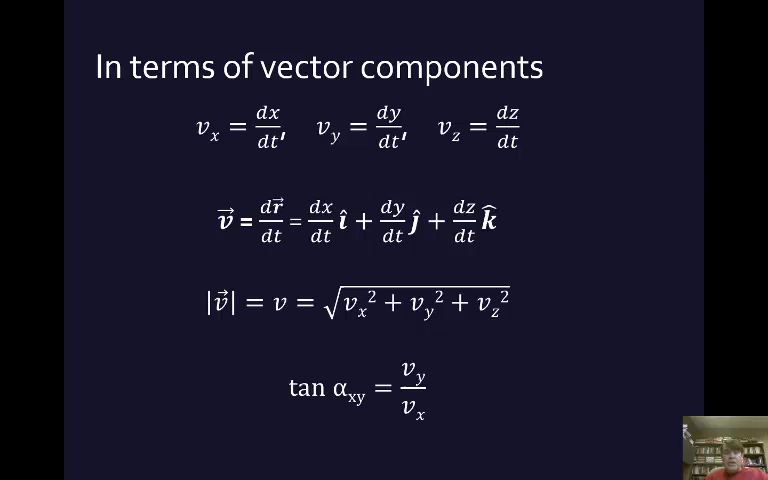 In terms of vector components
v_x = dx/dt, v_y = dy/dt, v_z = dz/dt
v⃗ = dr⃗/dt = dx/dt î + dy/dt ĵ + dz/dt k̂
|v⃗| = v = √(v_x² + v_y² + v_z²)
tan α_xy = v_y/v_x